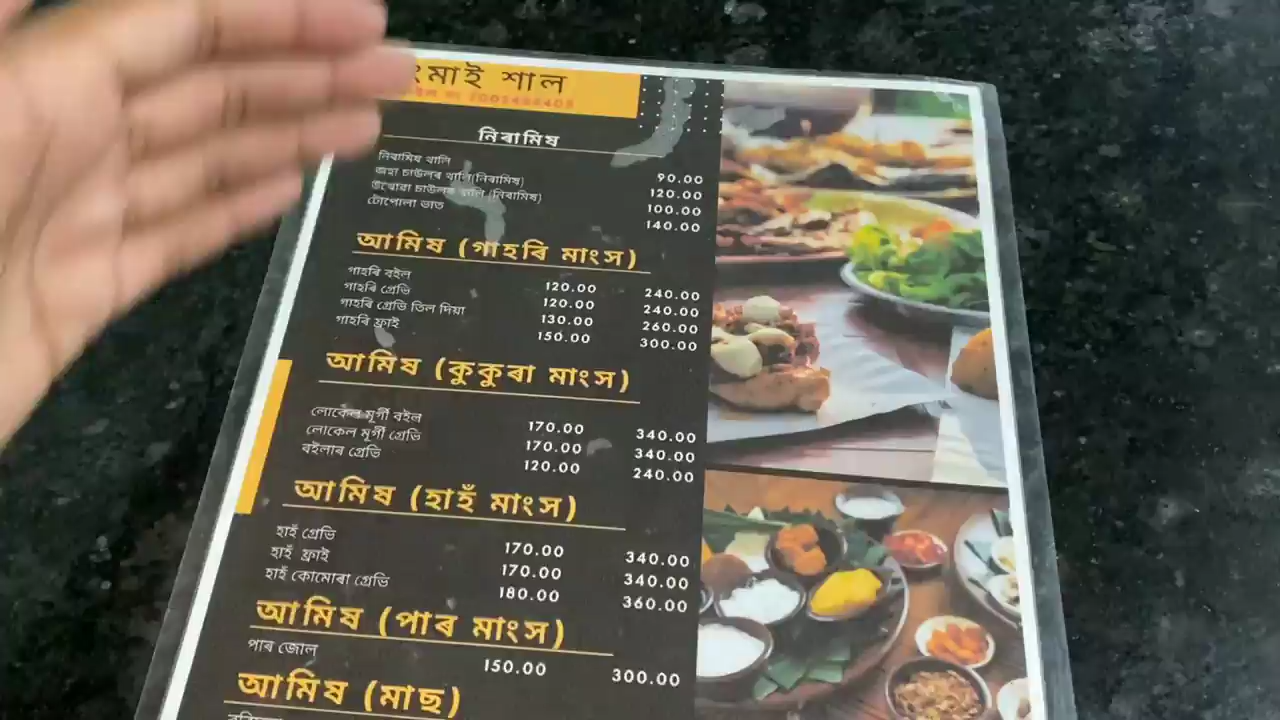 শাল
নিৰামিষ
নিৰামিষ থালি 90.00
জহা চাউলৰ থালি(নিৰামিষ) 120.00
চাউলৰ থালি (নিৰামিষ) 100.00
টোপোলা ভাত 140.00
আমিষ (গাহৰি মাংস)
গাহৰি বইল 120.00 240.00
গাহৰি গ্ৰেভি 120.00 240.00
গাহৰি গ্ৰেভি তিল দিয়া 130.00 260.00
গাহৰি ফ্ৰাই 150.00 300.00
আমিষ (কুকুৰা মাংস)
লোকেল মূৰ্গী বইল 170.00 340.00
লোকেল মূৰ্গী গ্ৰেভি 170.00 340.00
বইলাৰ গ্ৰেভি 120.00 240.00
আমিষ (হাহঁ মাংস)
হাহঁ গ্ৰেভি 170.00 340.00
হাহঁ ফ্ৰাই 170.00 340.00
হাহঁ কোমোৰা গ্ৰেভি 180.00 360.00
আমিষ (পাৰ মাংস)
পাৰ জোল 150.00 300.00
আমিষ (মাছ)